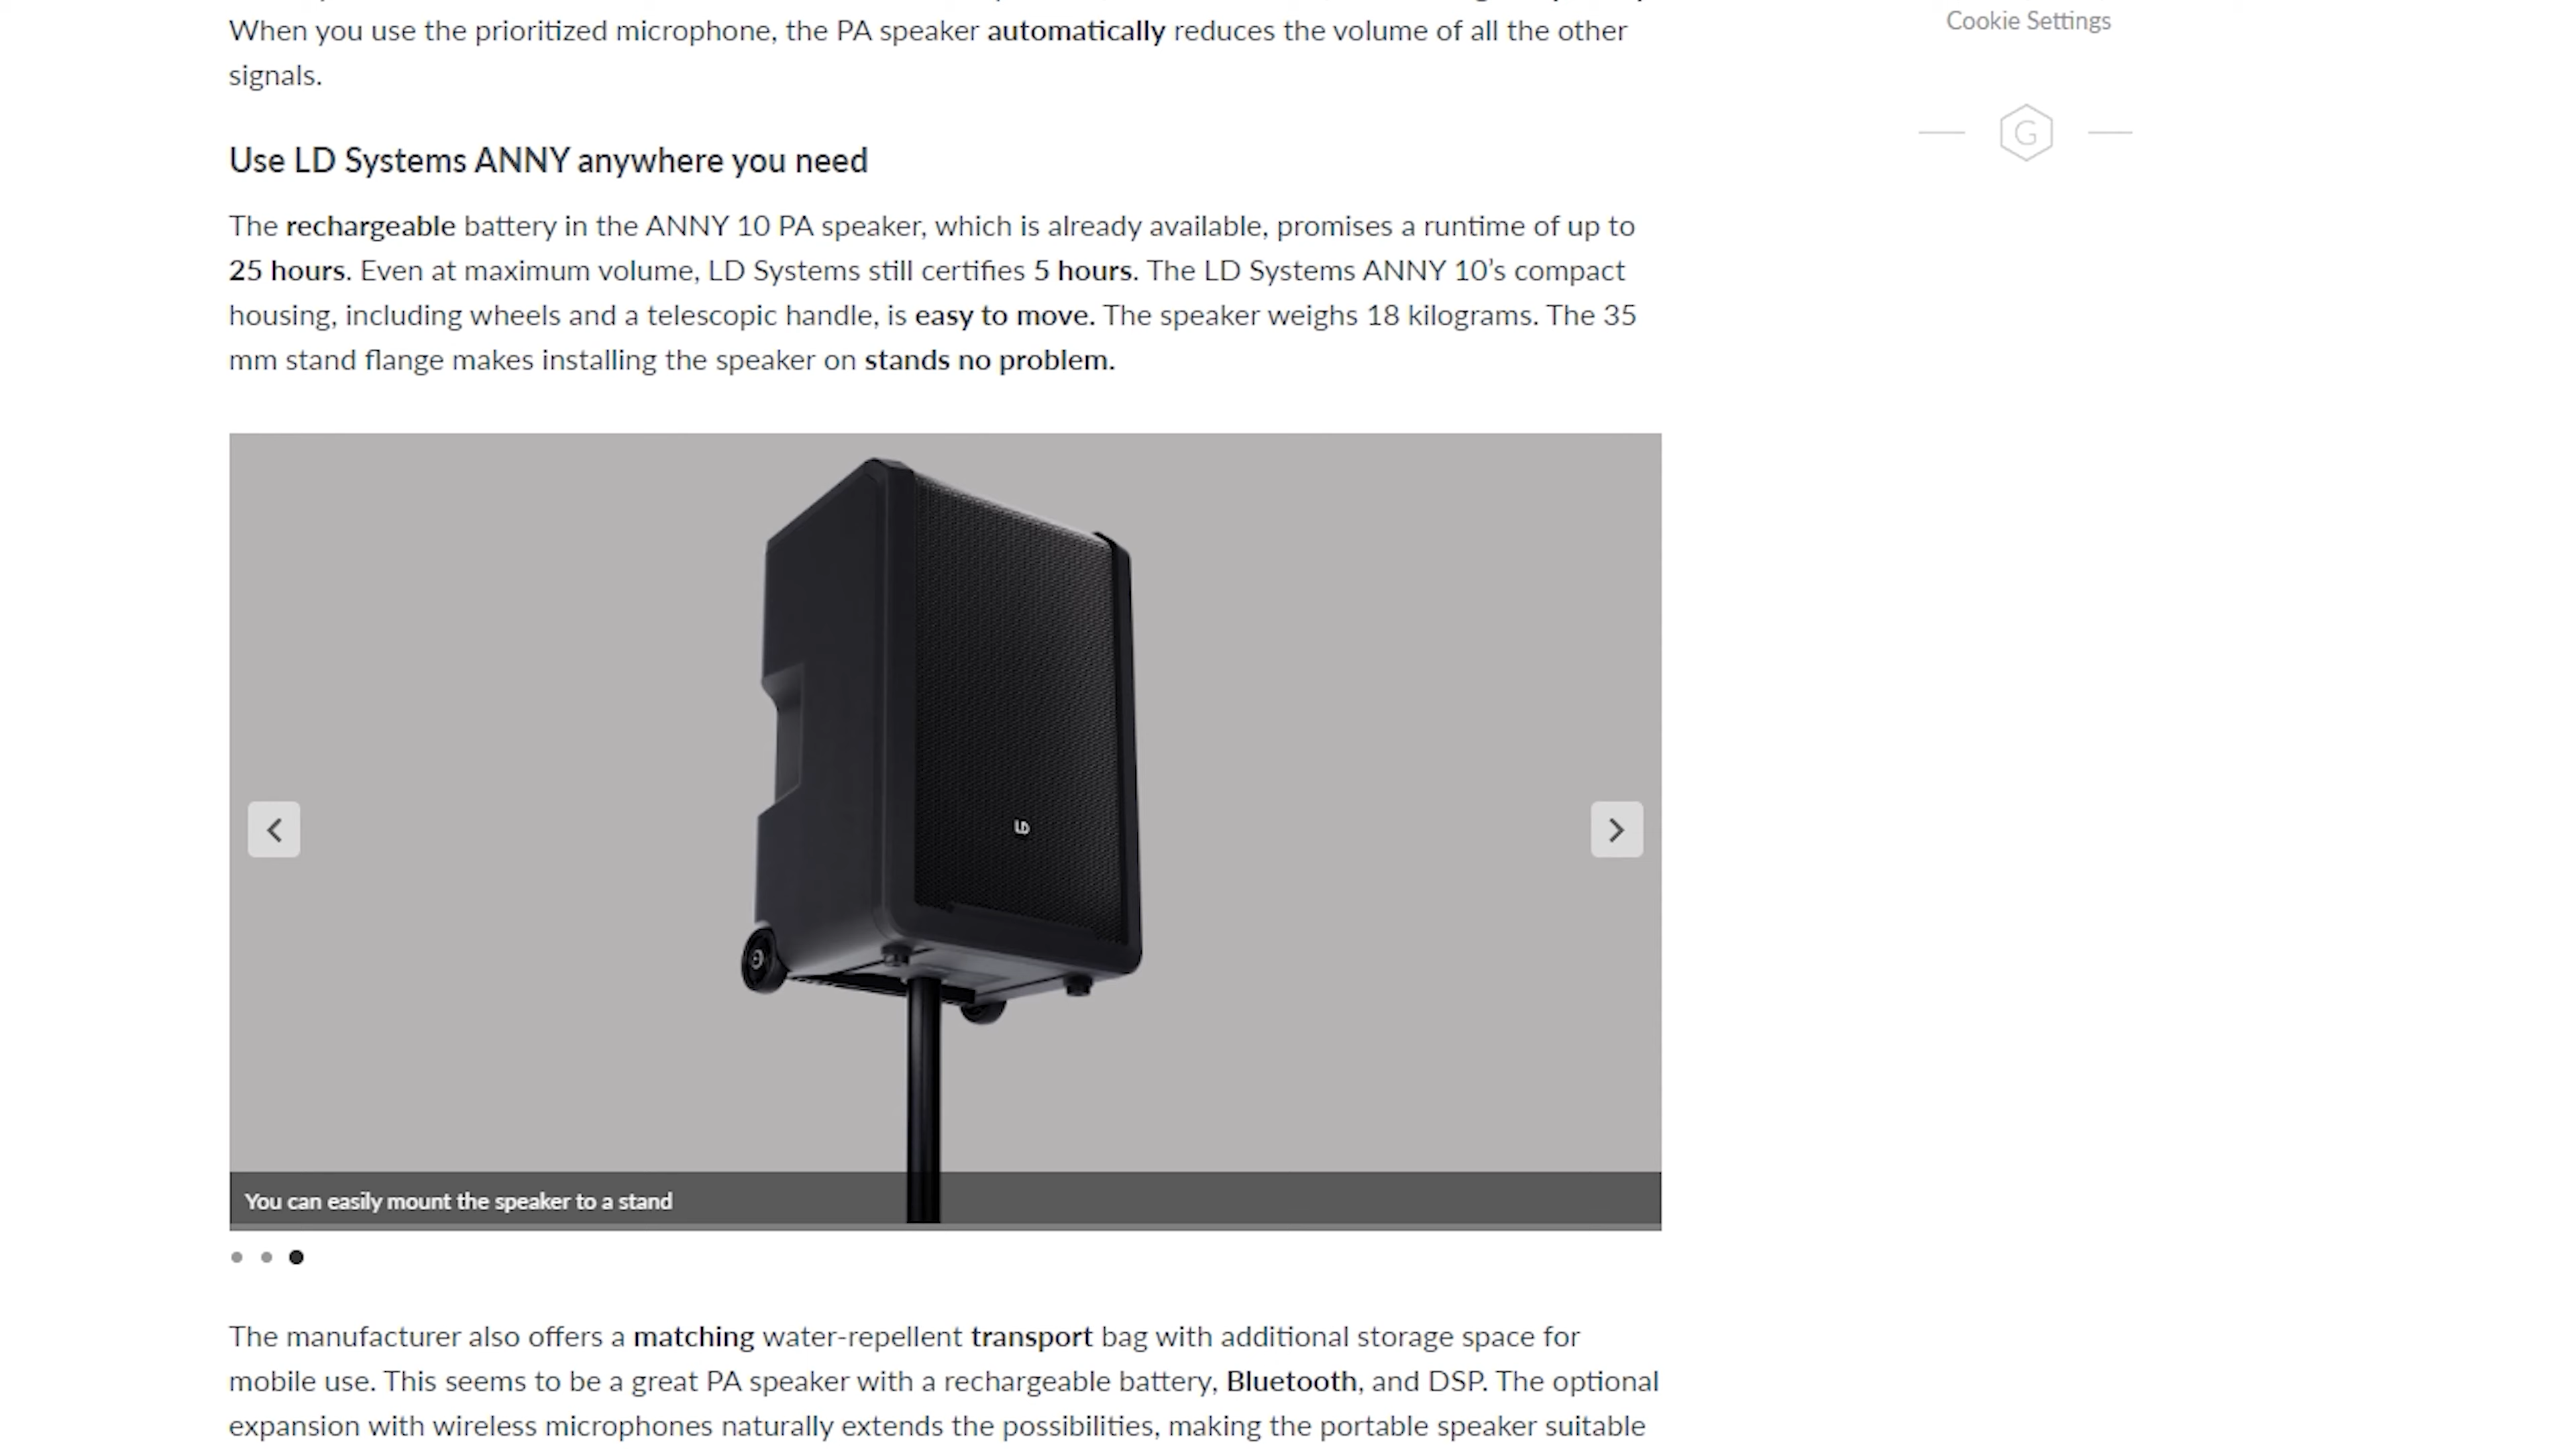 When you use the prioritized microphone, the PA speaker automatically reduces the volume of all the other
signals.
Cookie Settings
G
Use LD Systems ANNY anywhere you need
The rechargeable battery in the ANNY 10 PA speaker, which is already available, promises a runtime of up to
25 hours. Even at maximum volume, LD Systems still certifies 5 hours. The LD Systems ANNY 10’s compact
housing, including wheels and a telescopic handle, is easy to move. The speaker weighs 18 kilograms. The 35
mm stand flange makes installing the speaker on stands no problem.
LD
You can easily mount the speaker to a stand
The manufacturer also offers a matching water-repellent transport bag with additional storage space for
mobile use. This seems to be a great PA speaker with a rechargeable battery, Bluetooth, and DSP. The optional
expansion with wireless microphones naturally extends the possibilities, making the portable speaker suitable